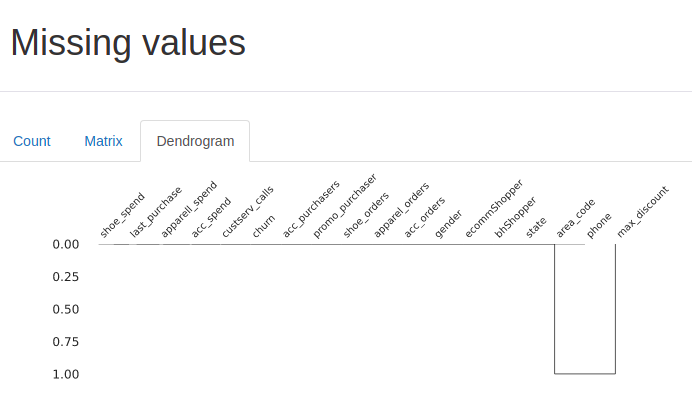 Missing values
Count Matrix Dendrogram
shoe_spend
last_purchase
apparell_spend
acc_spend
custserv_calls
churn
acc_purchasers
promo_purchaser
shoe_orders
apparel_orders
acc_orders
gender
ecommShopper
bhShopper
state
area_code
phone
max_discount
0.00
0.25
0.50
0.75
1.00